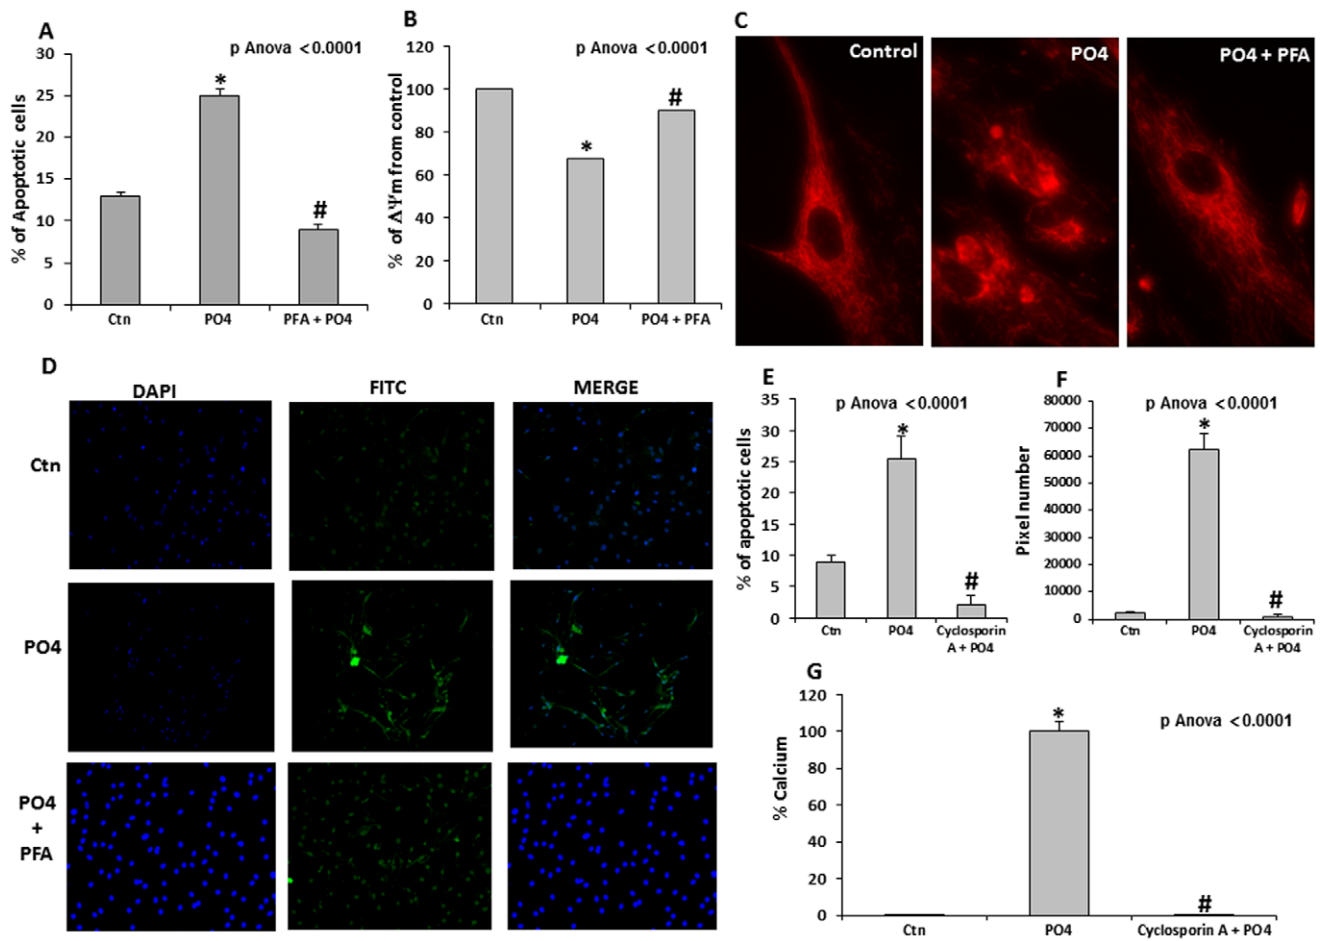 A
p Anova < 0.0001
% of Apoptotic cells
30
25
20
15
10
5
0
*
#
Ctn
PO4
PFA + PO4
B
p Anova < 0.0001
% of ΔΨm from control
120
100
80
60
40
20
0
*
#
Ctn
PO4
PO4 + PFA
C
Control
PO4
PO4 + PFA
D
DAPI
FITC
MERGE
Ctn
PO4
PO4
+
PFA
E
p Anova < 0.0001
% of apoptotic cells
35
30
25
20
15
10
5
0
*
#
Ctn
PO4
Cyclosporin
A + PO4
F
p Anova < 0.0001
Pixel number
80000
70000
60000
50000
40000
30000
20000
10000
0
*
#
Ctn
PO4
Cyclosporin
A + PO4
G
p Anova < 0.0001
% Calcium
120
100
80
60
40
20
0
*
#
Ctn
PO4
Cyclosporin A + PO4